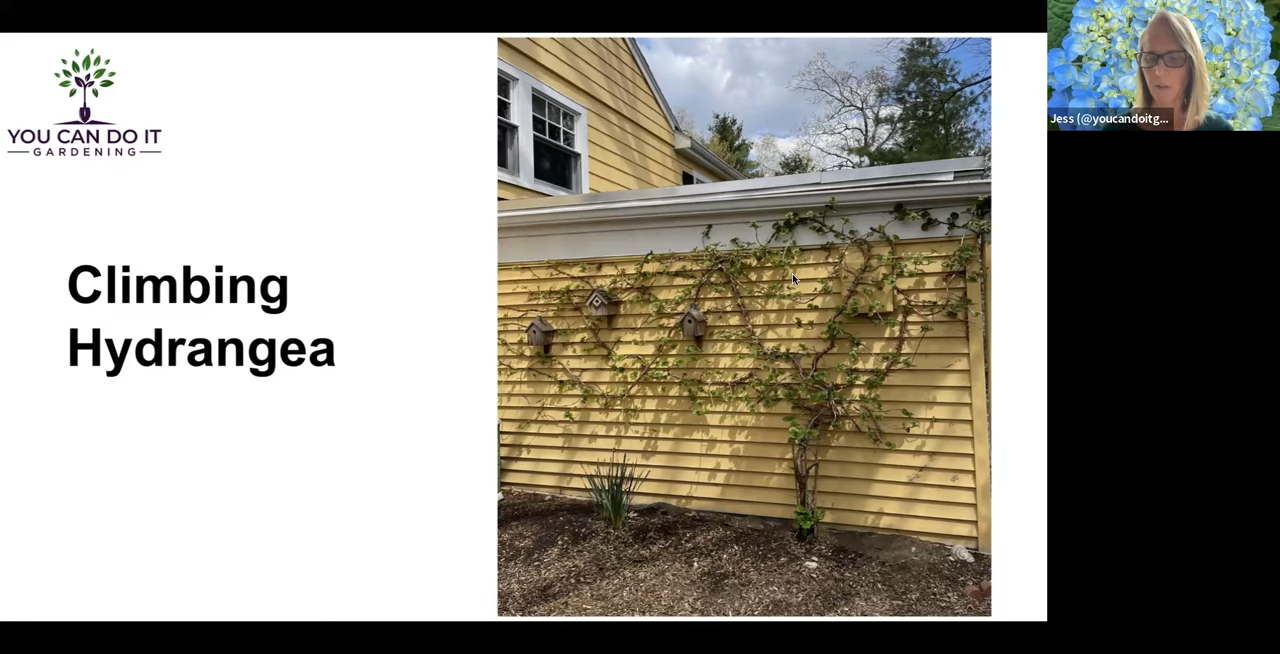 YOU CAN DO IT
GARDENING
Climbing
Hydrangea
Jess (@youcandoitg...